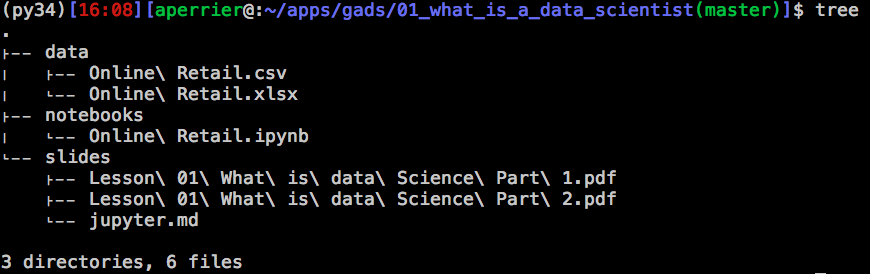 (py34)[16:08][aperrier@:~/apps/gads/01_what_is_a_data_scientist(master)]$ tree
.
├── data
│   ├── Online\ Retail.csv
│   └── Online\ Retail.xlsx
├── notebooks
│   └── Online\ Retail.ipynb
└── slides
    ├── Lesson\ 01\ What\ is\ data\ Science\ Part\ 1.pdf
    ├── Lesson\ 01\ What\ is\ data\ Science\ Part\ 2.pdf
    └── jupyter.md
3 directories, 6 files